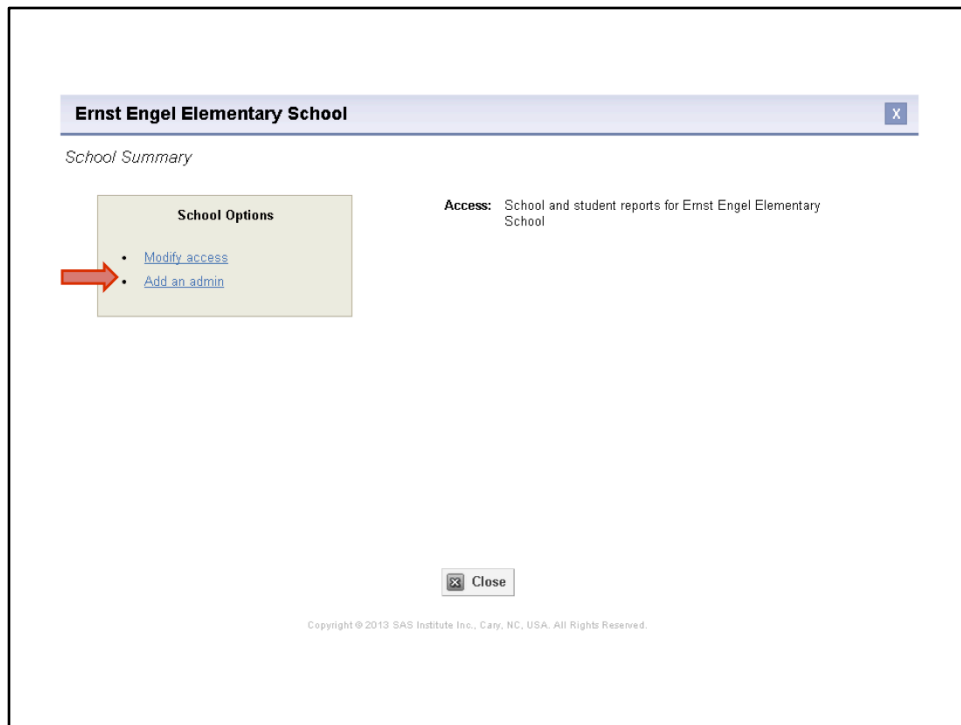 Ernst Engel Elementary School
X
School Summary
School Options
• Modify access
• Add an admin
Access: School and student reports for Ernst Engel Elementary
School
Close
Copyright © 2013 SAS Institute Inc., Cary, NC, USA. All Rights Reserved.